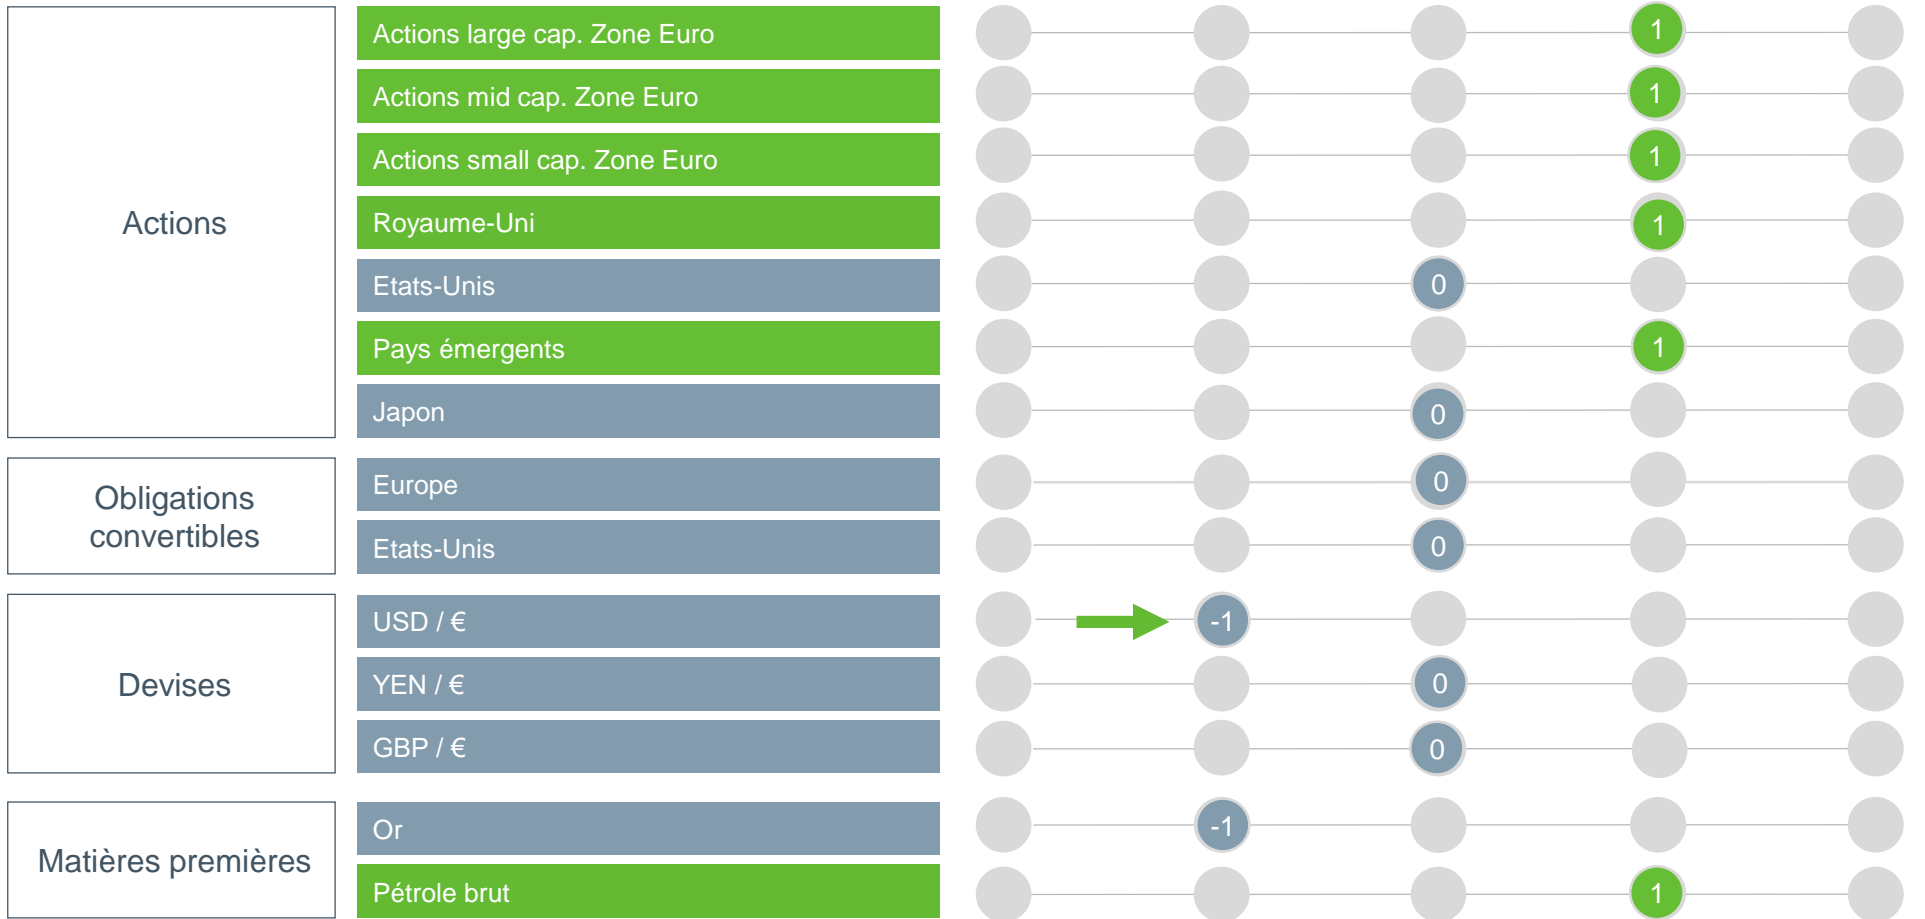 Actions
Actions large cap. Zone Euro
1
Actions mid cap. Zone Euro
1
Actions small cap. Zone Euro
1
Royaume-Uni
1
Etats-Unis
0
Pays émergents
1
Japon
0
Obligations
convertibles
Europe
0
Etats-Unis
0
Devises
USD / €
-1
YEN / €
0
GBP / €
0
Matières premières
Or
-1
Pétrole brut
1